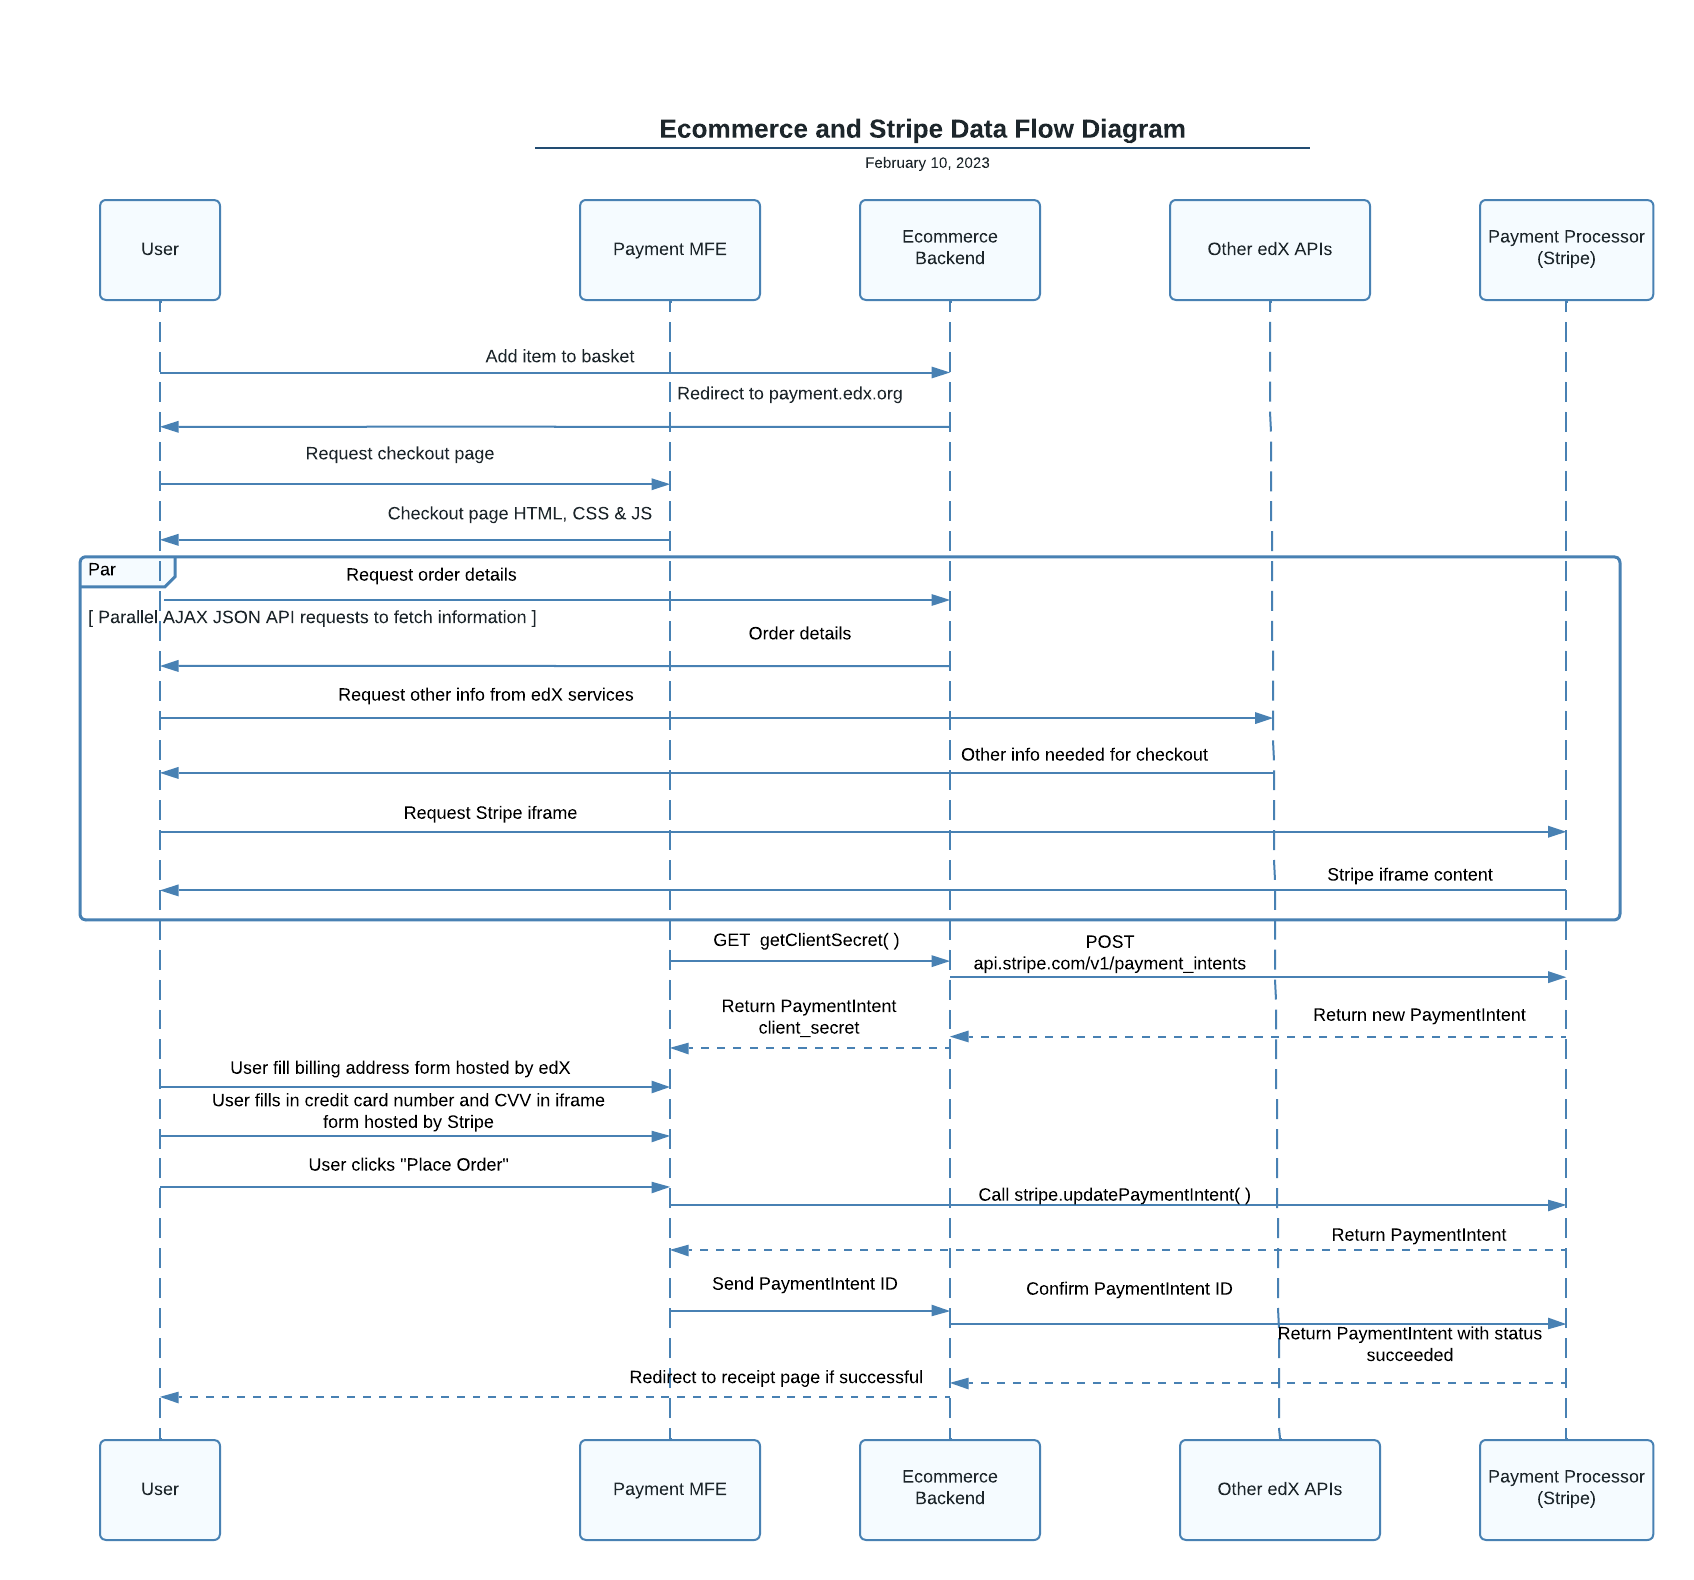 Ecommerce and Stripe Data Flow Diagram
February 10, 2023
User
Payment MFE
Ecommerce
Backend
Other edX APIs
Payment Processor
(Stripe)
Add item to basket
Redirect to payment.edx.org
Request checkout page
Checkout page HTML, CSS & JS
Par
Request order details
[ Parallel AJAX JSON API requests to fetch information ]
Order details
Request other info from edX services
Other info needed for checkout
Request Stripe iframe
Stripe iframe content
GET  getClientSecret( )
POST
api.stripe.com/v1/payment_intents
Return PaymentIntent
client_secret
Return new PaymentIntent
User fill billing address form hosted by edX
User fills in credit card number and CVV in iframe
form hosted by Stripe
User clicks "Place Order"
Call stripe.updatePaymentIntent( )
Return PaymentIntent
Send PaymentIntent ID
Confirm PaymentIntent ID
Return PaymentIntent with status
succeeded
Redirect to receipt page if successful
User
Payment MFE
Ecommerce
Backend
Other edX APIs
Payment Processor
(Stripe)